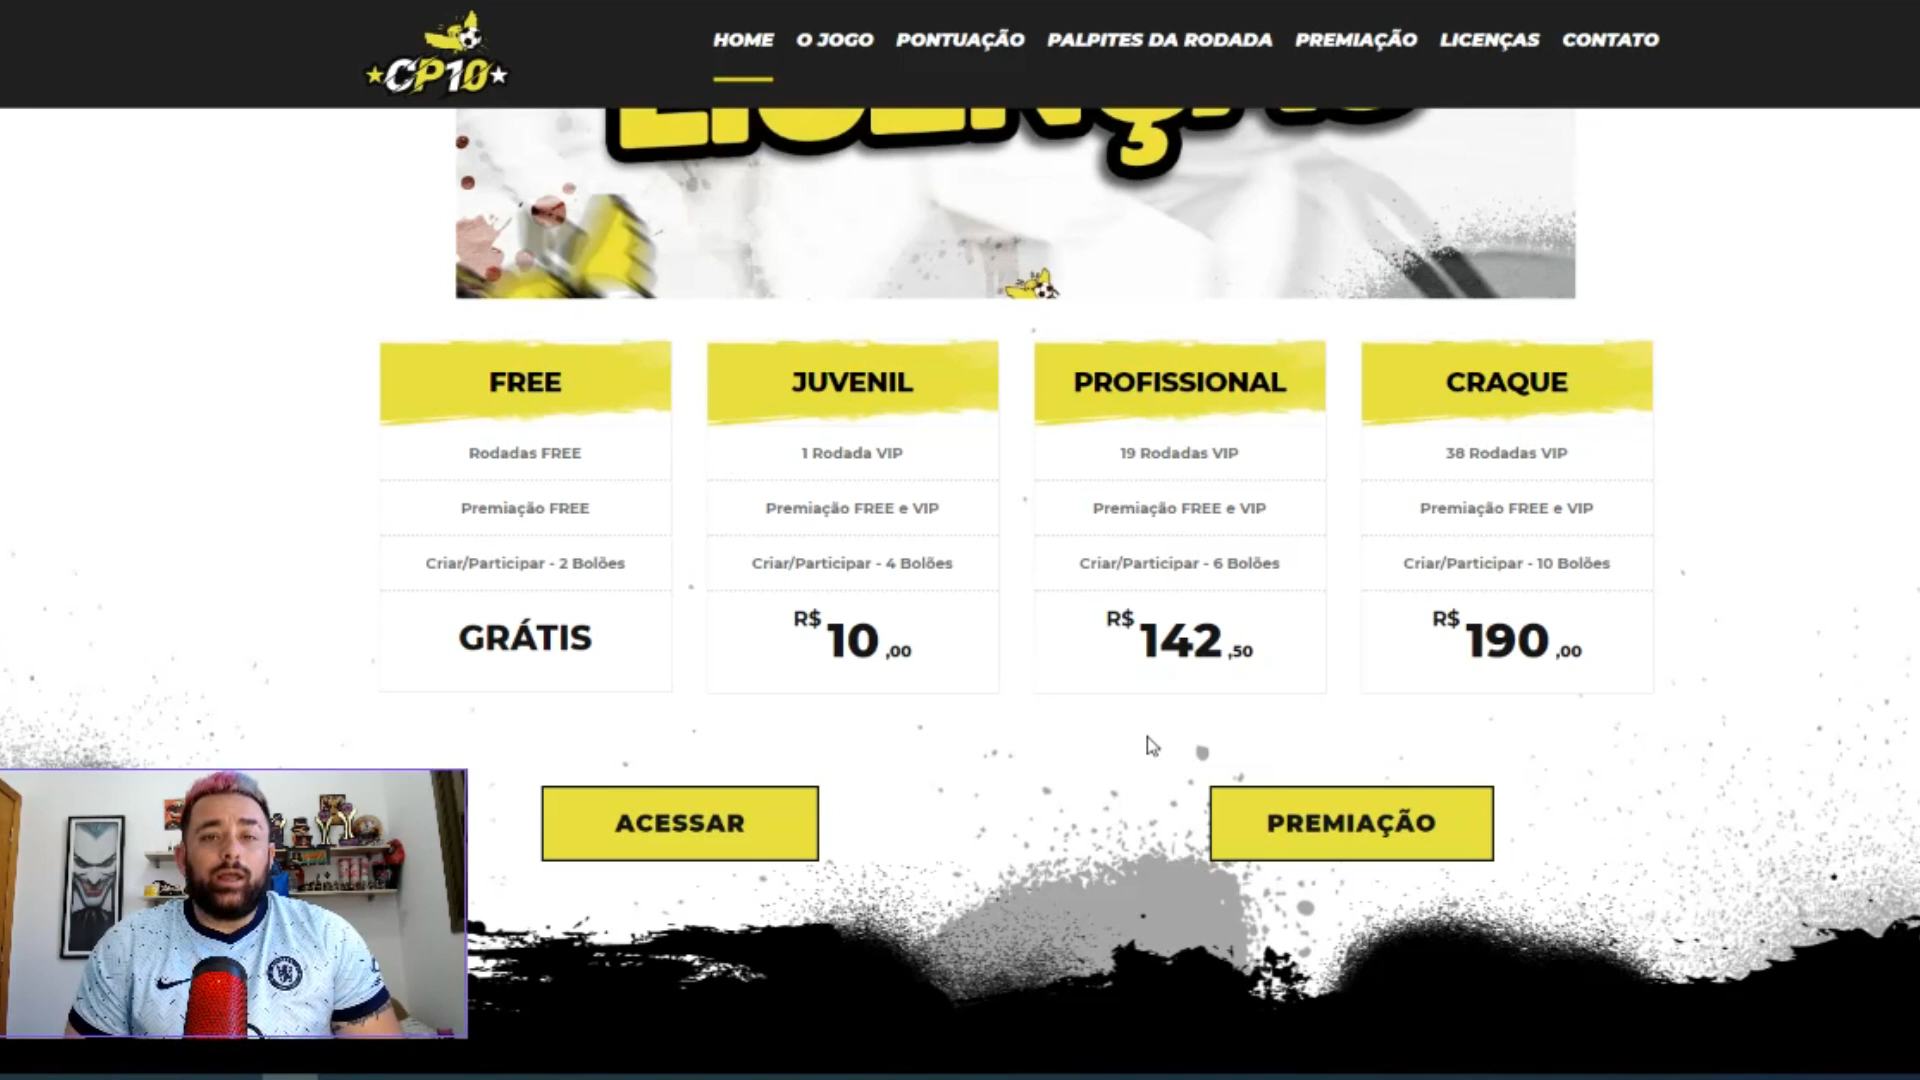 CP10
HOME O JOGO PONTUAÇÃO PALPITES DA RODADA PREMIAÇÃO LICENÇAS CONTATO
LICENÇAS
FREE
Rodadas FREE
Premiação FREE
Criar/Participar - 2 Bolões
GRÁTIS
JUVENIL
1 Rodada VIP
Premiação FREE e VIP
Criar/Participar - 4 Bolões
R$ 10 ,00
PROFISSIONAL
19 Rodadas VIP
Premiação FREE e VIP
Criar/Participar - 6 Bolões
R$ 142 ,50
CRAQUE
38 Rodadas VIP
Premiação FREE e VIP
Criar/Participar - 10 Bolões
R$ 190 ,00
ACESSAR
PREMIAÇÃO